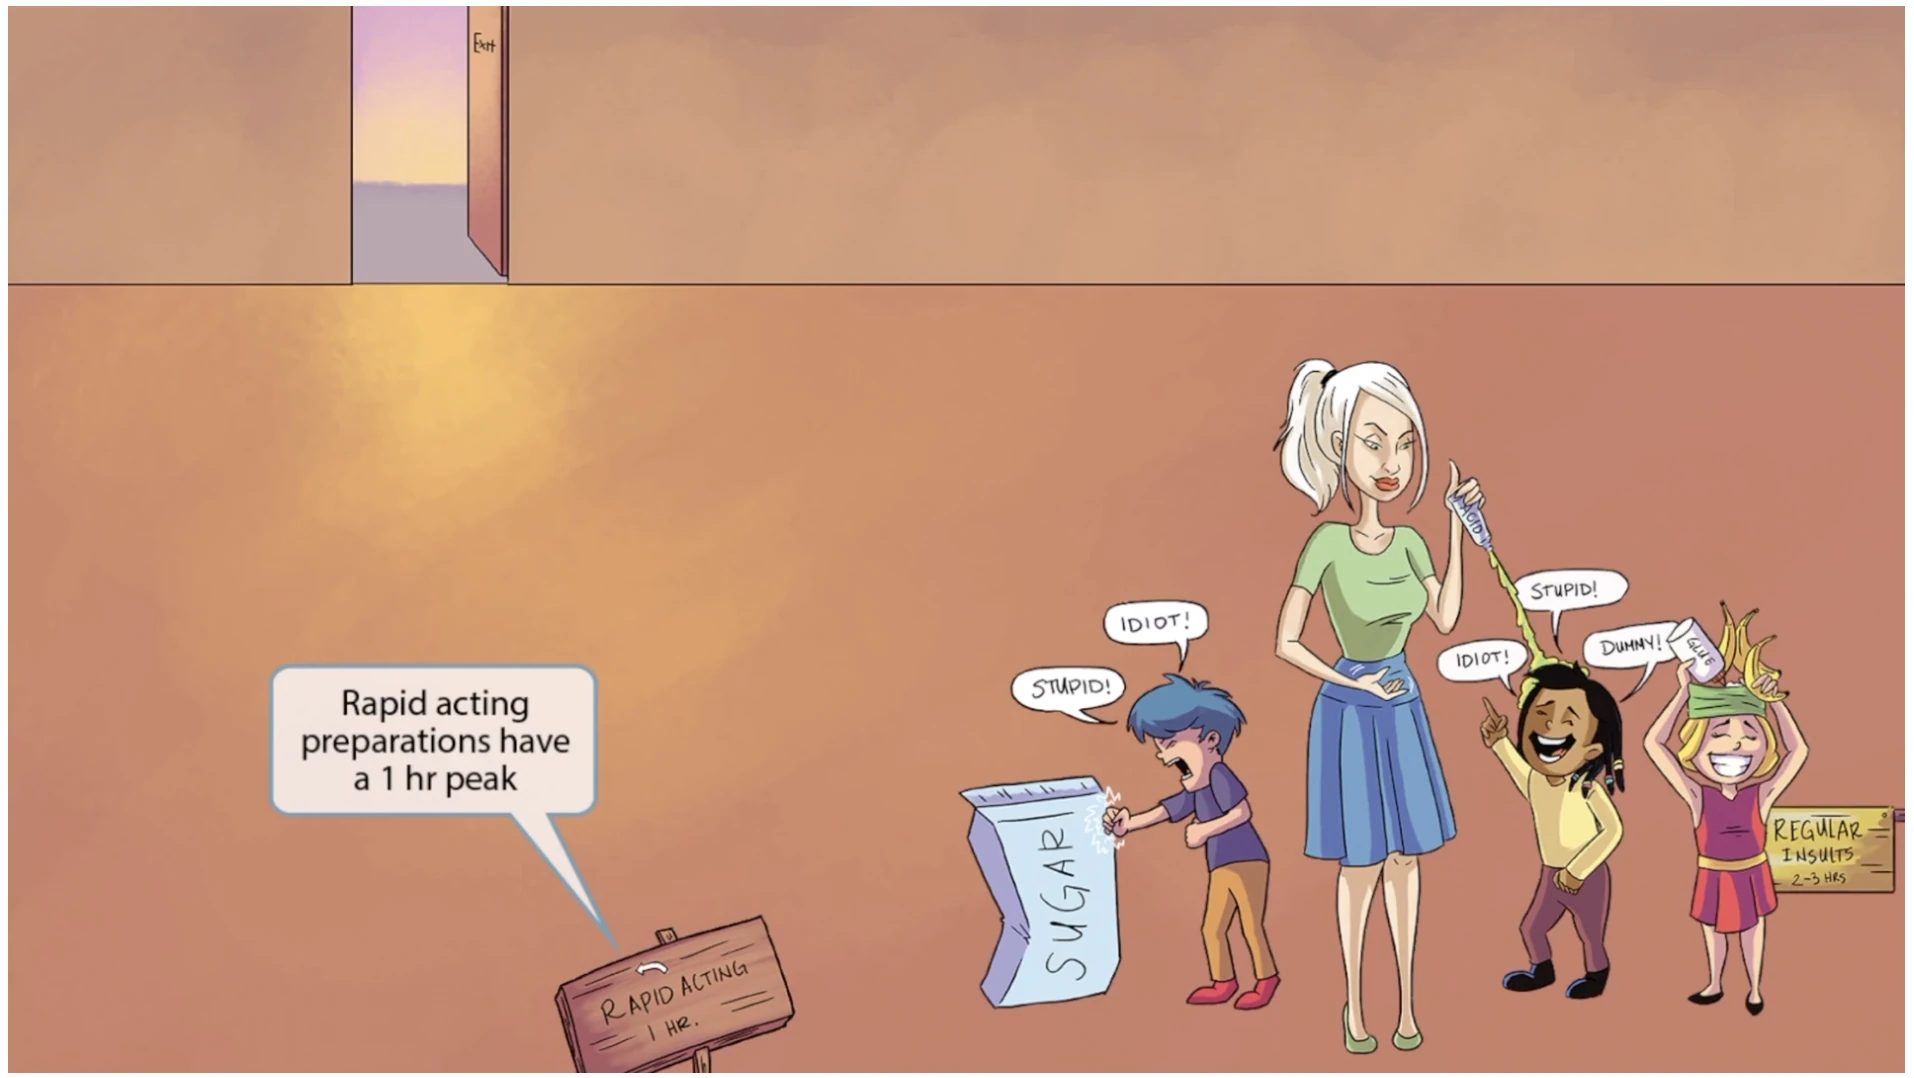 Exit
IDIOT!
STUPID!
ACID
STUPID!
IDIOT!
DUMMY!
GLUE
Rapid acting
preparations have
a 1 hr peak
SUGAR
REGULAR
INSULTS
2-3 HRS
RAPID ACTING
1 HR.